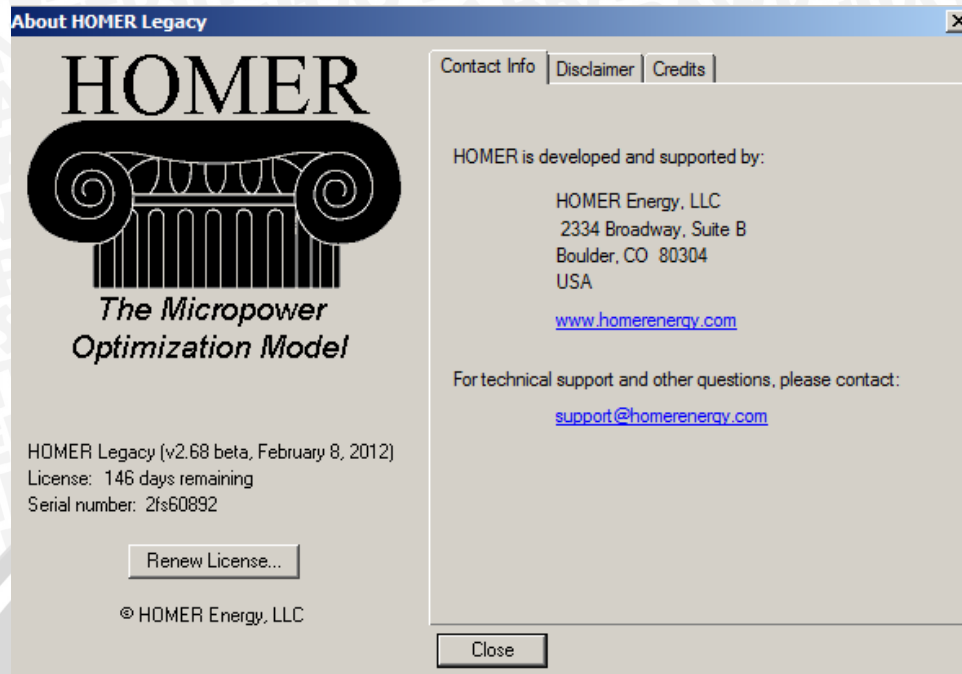 About HOMER Legacy
HOMER
The Micropower
Optimization Model
HOMER Legacy (v2.68 beta, February 8, 2012)
License: 146 days remaining
Serial number: 2fs60892
Renew License...
© HOMER Energy, LLC
Contact Info
Disclaimer
Credits
HOMER is developed and supported by:
HOMER Energy, LLC
2334 Broadway, Suite B
Boulder, CO 80304
USA
www.homerenergy.com
For technical support and other questions, please contact:
support@homerenergy.com
Close